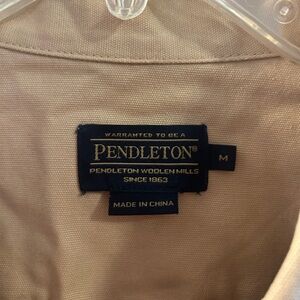 WARRANTED TO BE A
PENDLETON®
PENDLETON WOOLEN MILLS
SINCE 1863
M
MADE IN CHINA